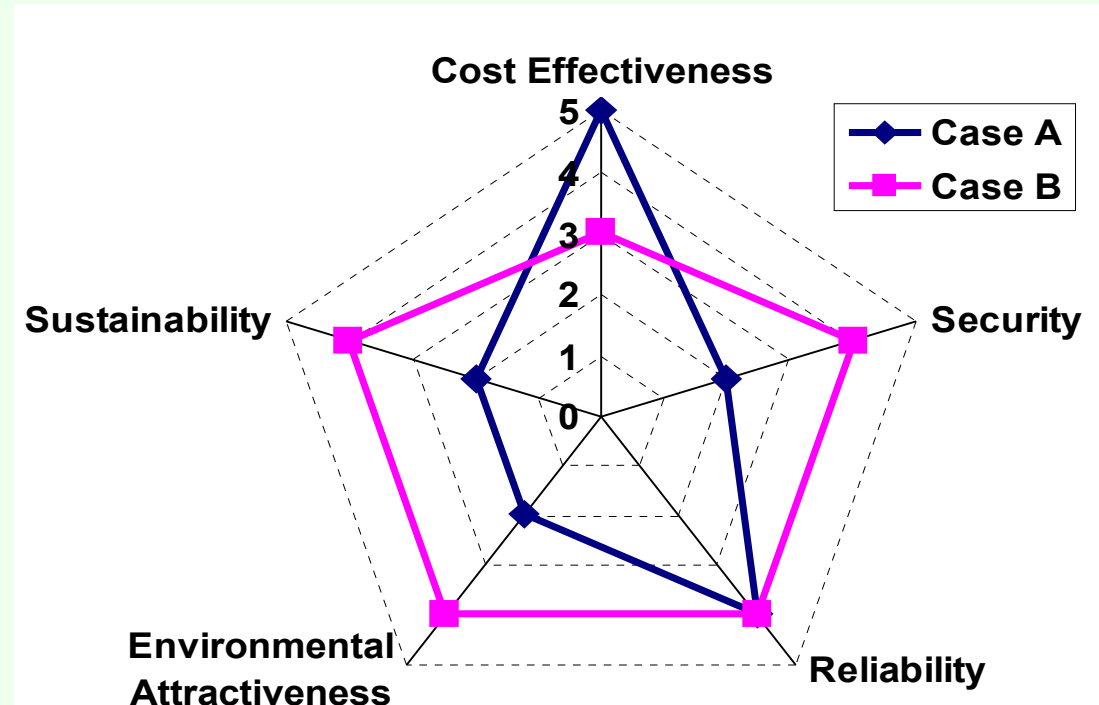 Cost Effectiveness
5
4
3
2
1
0
Case A
Case B
Sustainability
Security
Environmental
Attractiveness
Reliability